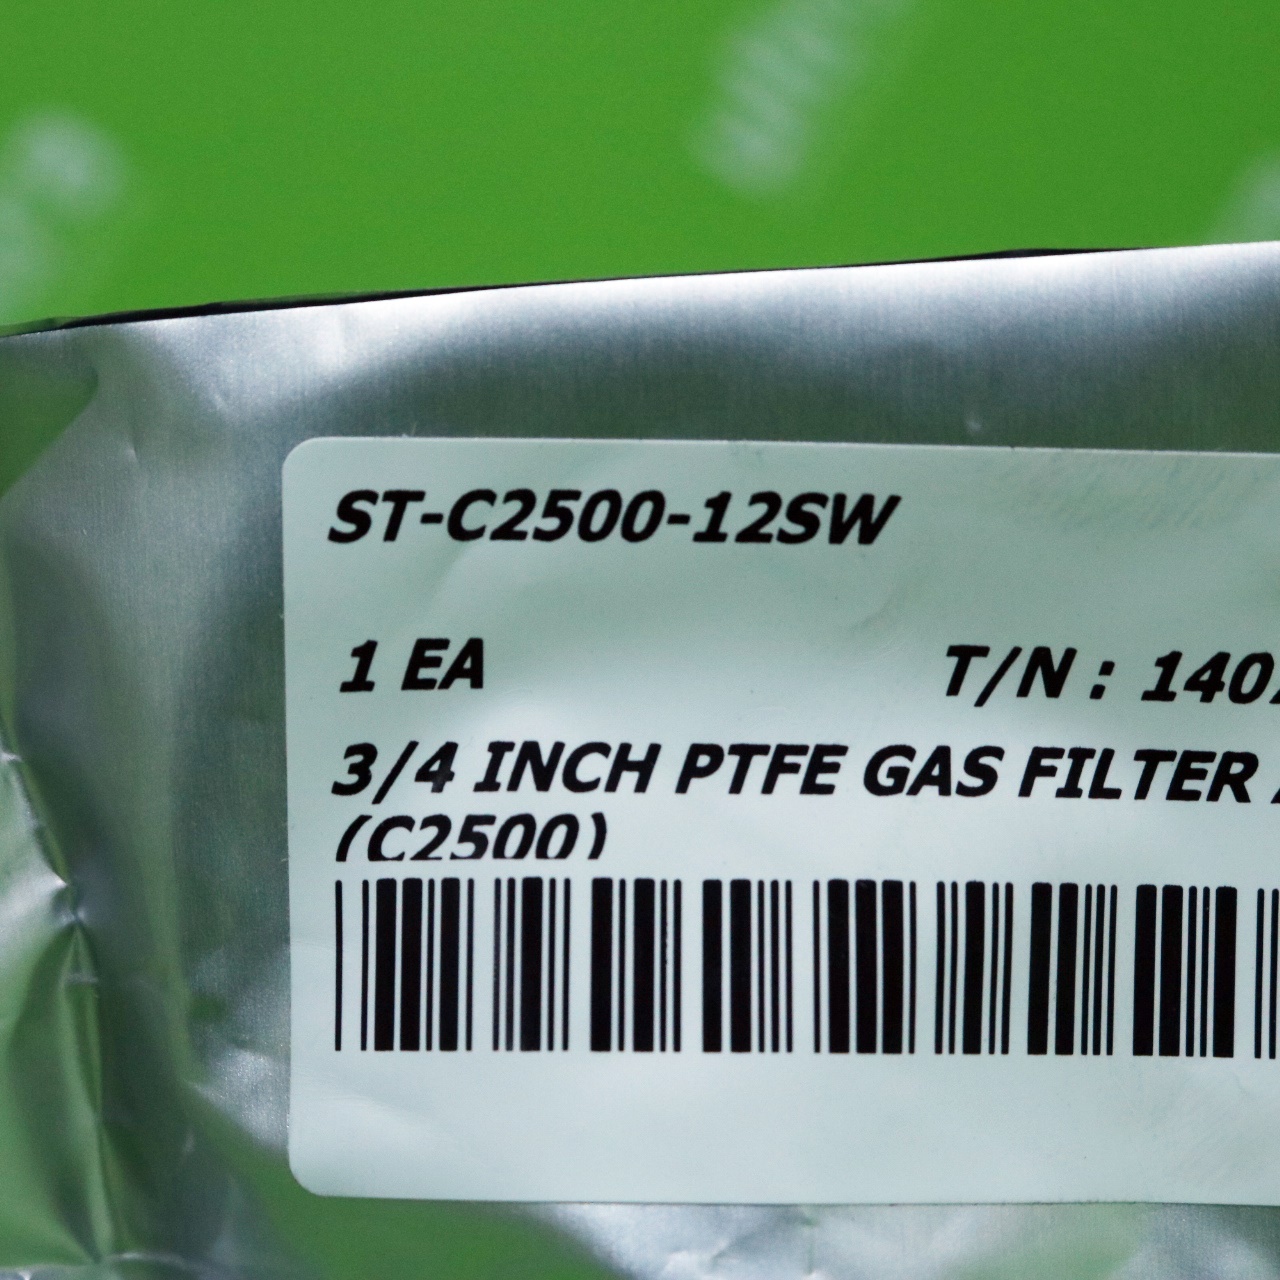 ST-C2500-12SW
1 EA T/N : 140
3/4 INCH PTFE GAS FILTER
(C2500)